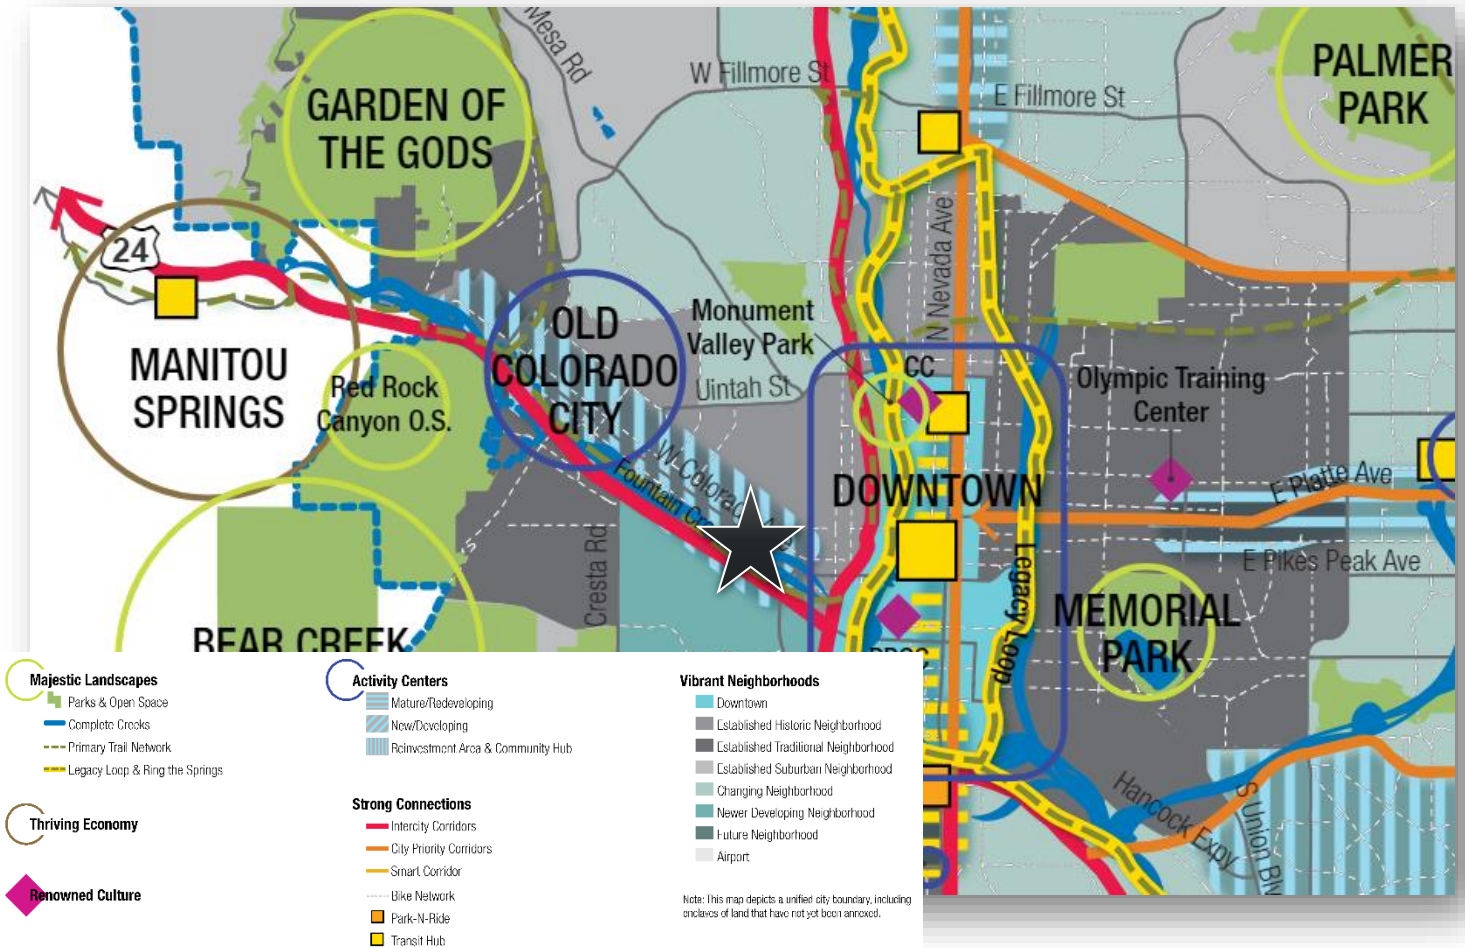 Mesa Rd
W Fillmore St
E Fillmore St
PALMER
PARK
GARDEN OF
THE GODS
24
N Nevada Ave
MANITOU
SPRINGS
Red Rock
Canyon O.S.
OLD
COLORADO
CITY
Monument
Valley Park
Uintah St
CC
Olympic Training
Center
W Colorado Ave
Fountain
DOWNTOWN
E Platte Ave
E Pikes Peak Ave
Cresta Rd
Legacy Loop
MEMORIAL
PARK
BEAR CREEK
Hancock Expy
S Union Blv
Majestic Landscapes
Parks & Open Space
Complete Creeks
Primary Trail Network
Legacy Loop & Ring the Springs
Thriving Economy
Renowned Culture
Activity Centers
Mature/Redeveloping
New/Developing
Reinvestment Area & Community Hub
Strong Connections
Intercity Corridors
City Priority Corridors
Smart Corridor
Bike Network
Park-N-Ride
Transit Hub
Vibrant Neighborhoods
Downtown
Established Historic Neighborhood
Established Traditional Neighborhood
Established Suburban Neighborhood
Changing Neighborhood
Newer Developing Neighborhood
Future Neighborhood
Airport
Note: This map depicts a unified city boundary, including
enclaves of land that have not yet been annexed.